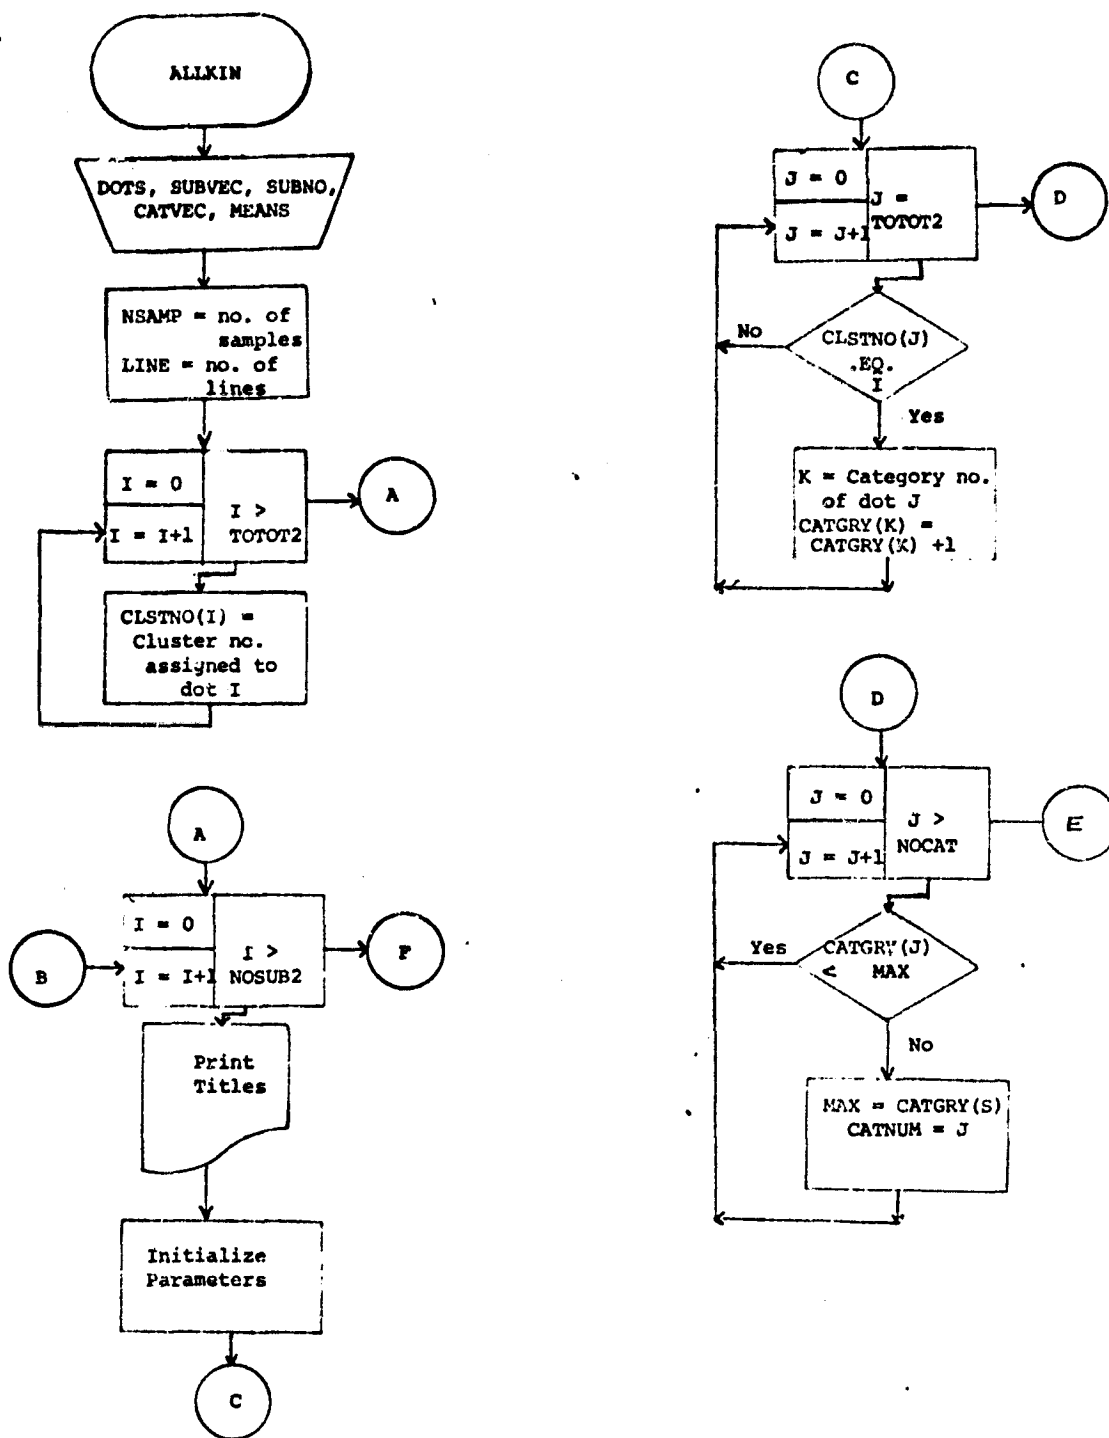 ALLKIN
DOTS, SUBVEC, SUBNO,
CATVEC, MEANS
NSAMP = no. of
samples
LINE = no. of
lines
I = 0
I = I+1
I >
TOTOT2
A
CLSTNO(I) =
Cluster no.
assigned to
dot I
A
I = 0
I = I+1
I >
NOSUB2
B
F
Print
Titles
Initialize
Parameters
C
C
J = 0
J = J+1
J =
TOTOT2
D
CLSTNO(J)
.EQ.
I
No
Yes
K = Category no.
of dot J
CATGRY(K) =
CATGRY(K) +1
D
J = 0
J = J+1
J >
NOCAT
E
CATGRY(J)
< MAX
Yes
No
MAX = CATGRY(S)
CATNUM = J